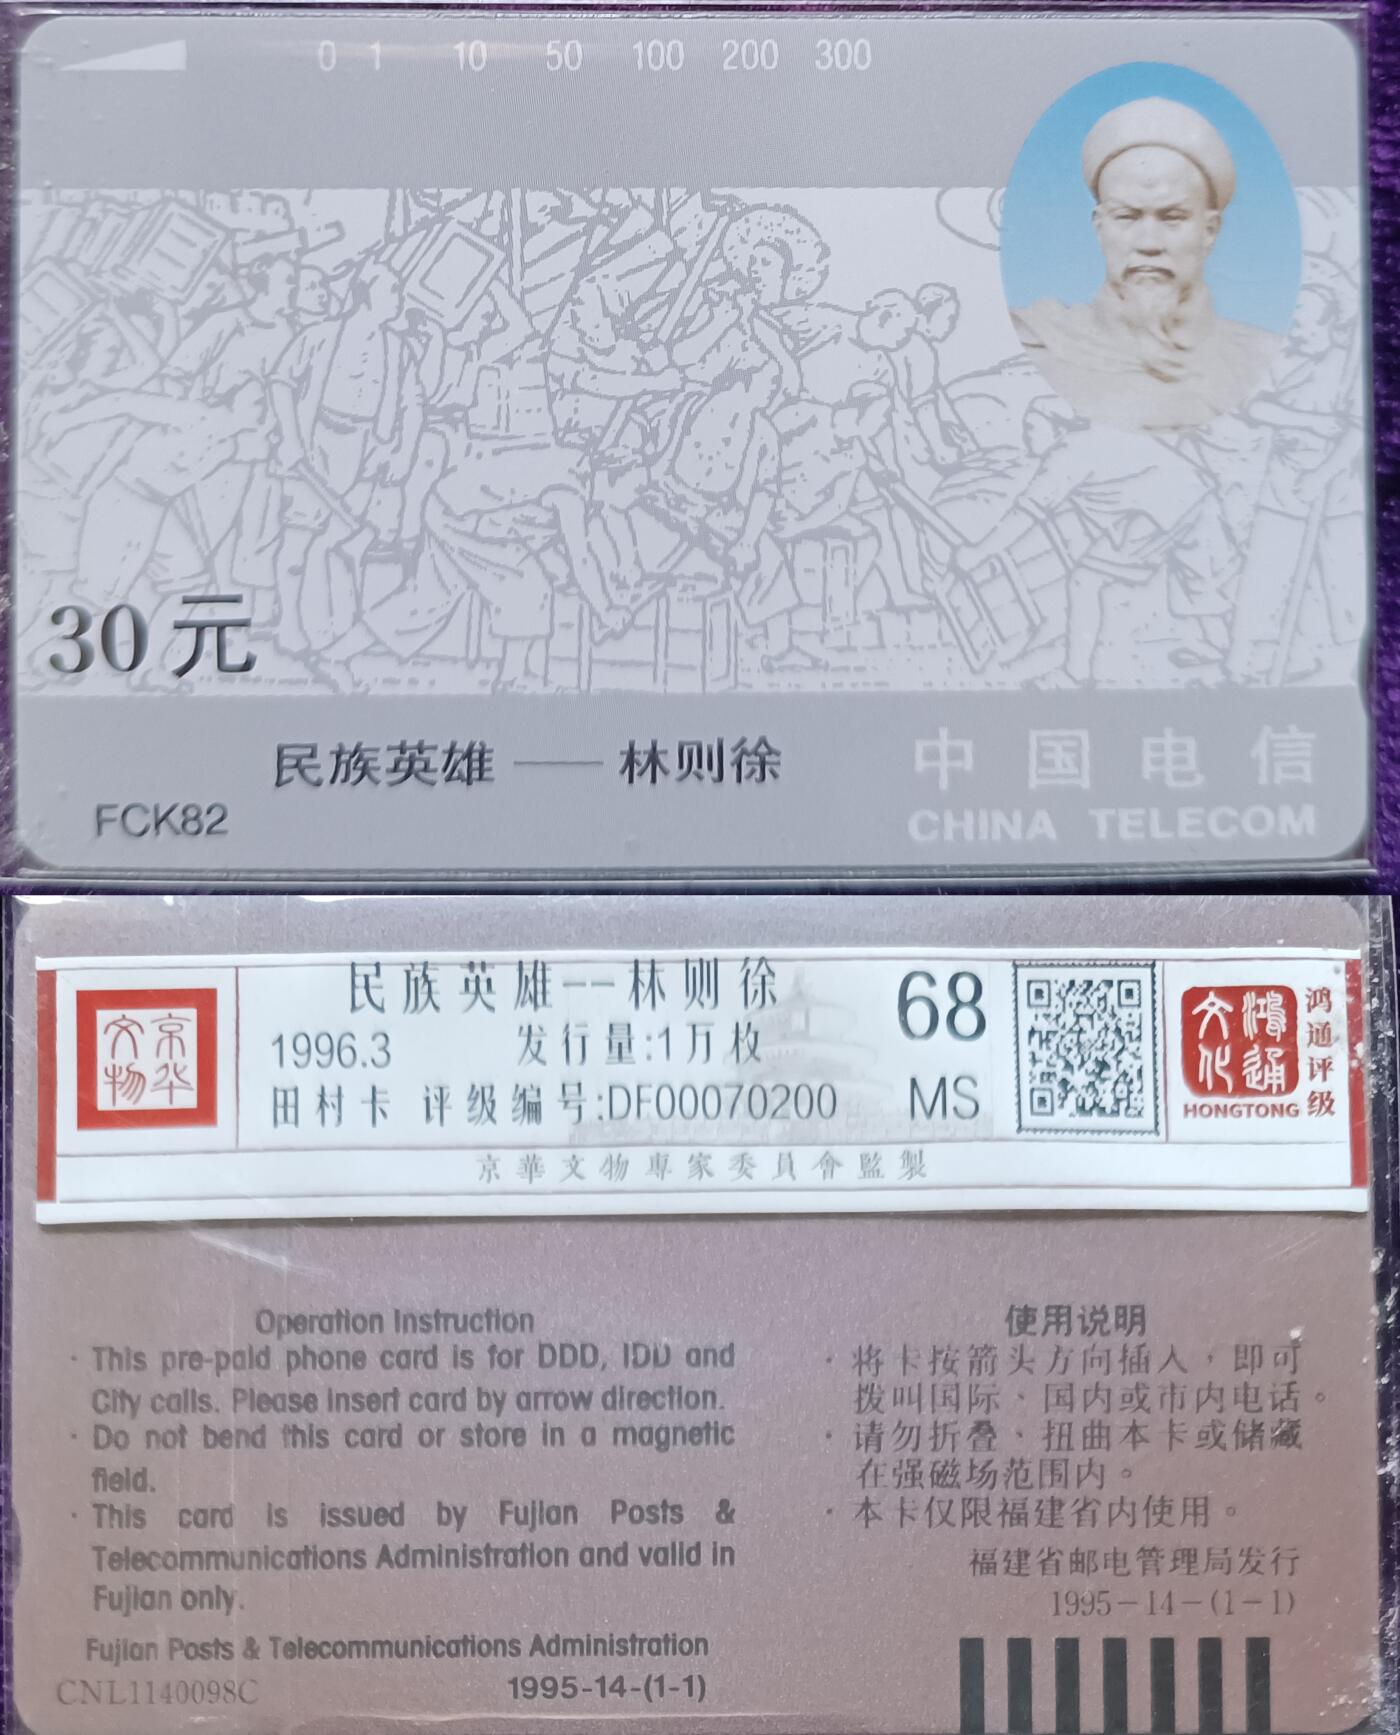 0 1 10 50 100 200 300
30元
民族英雄——林则徐
FCK82
中国电信
CHINA TELECOM
京华文物
民族英雄--林则徐
1996.3 发行量:1万枚
田村卡 评级编号:DF00070200
68
MS
鸿通文化
HONGTONG
鸿通评级
京華文物專家委員會監製
Operation Instruction
· This pre-paid phone card is for DDD, IDD and
City calls. Please insert card by arrow direction.
· Do not bend this card or store in a magnetic
field.
· This card is issued by Fujian Posts &
Telecommunications Administration and valid in
Fujian only.
Fujian Posts & Telecommunications Administration
CNL1140098C
1995-14-(1-1)
使用说明
· 将卡按箭头方向插入，即可
拨叫国际、国内或市内电话。
· 请勿折叠、扭曲本卡或储藏
在强磁场范围内。
· 本卡仅限福建省内使用。
福建省邮电管理局发行
1995-14-(1-1)